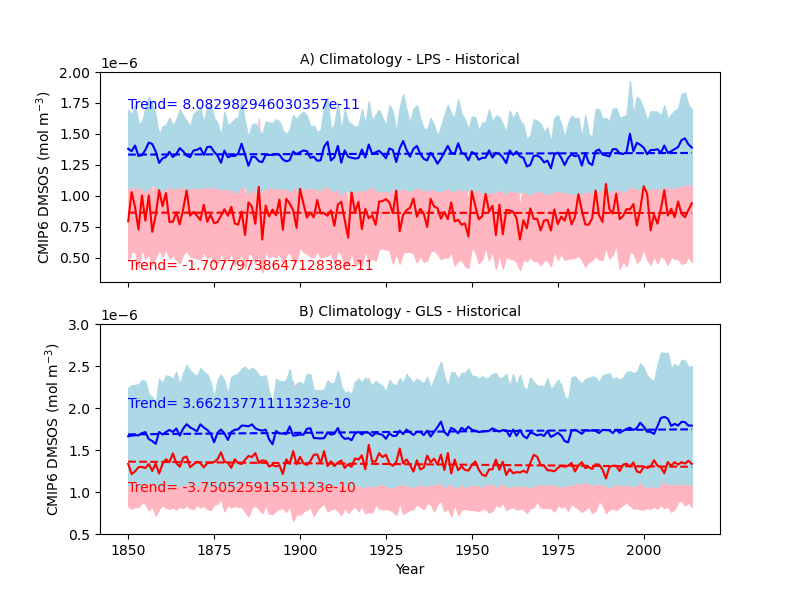 A) Climatology - LPS - Historical
1e−6
2.00
1.75
1.50
1.25
1.00
0.75
0.50
CMIP6 DMSOS (mol m⁻³)
Trend= 8.082982946030357e-11
Trend= -1.7077973864712838e-11
B) Climatology - GLS - Historical
1e−6
3.0
2.5
2.0
1.5
1.0
0.5
CMIP6 DMSOS (mol m⁻³)
Trend= 3.66213771111323e-10
Trend= -3.75052591551123e-10
1850 1875 1900 1925 1950 1975 2000
Year